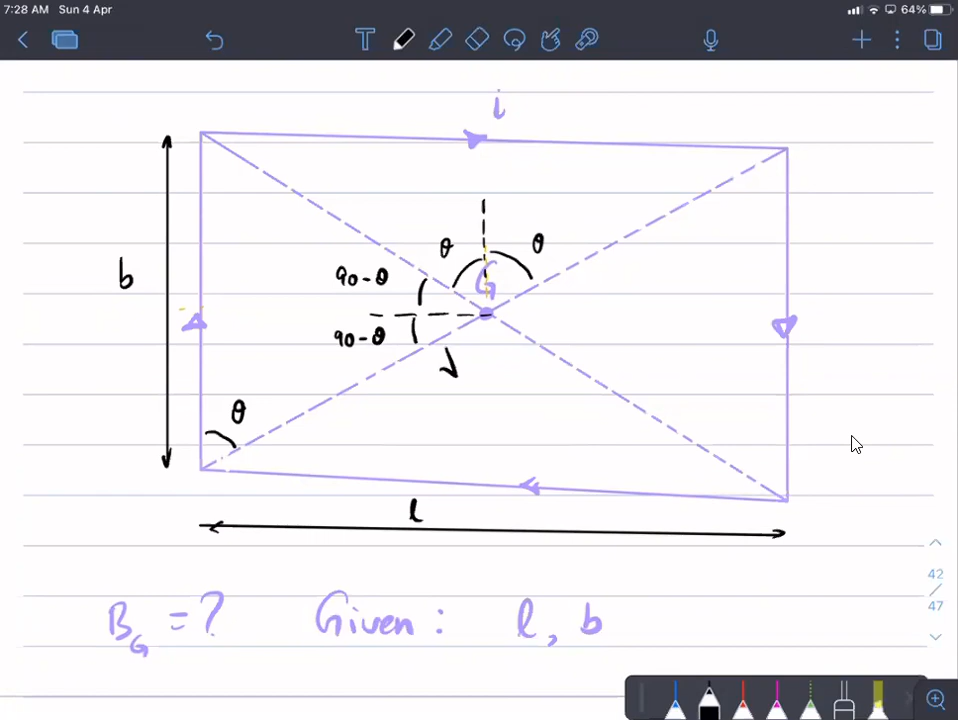 7:28 AM Sun 4 Apr
64%
i
b
θ
θ
90-θ
G
90-θ
θ
l
42
/
47
B_G = ? Given : l, b